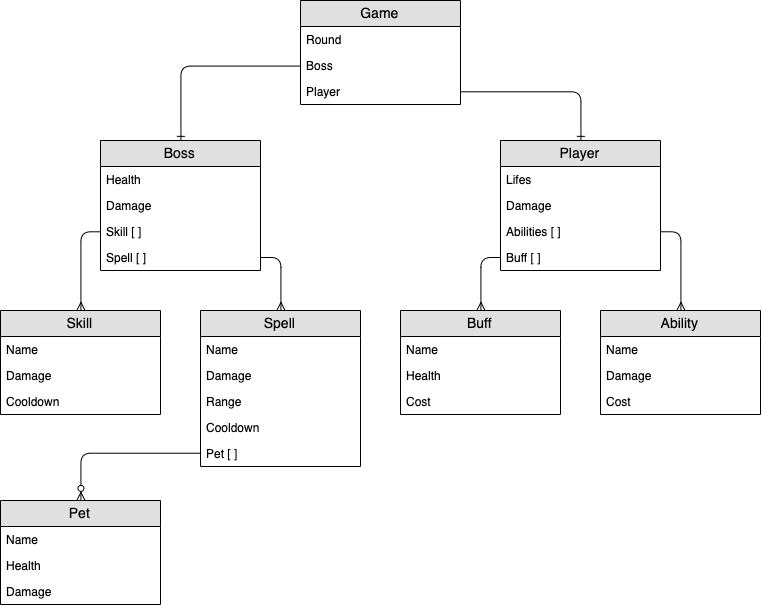 Game
Round
Boss
Player
Boss
Health
Damage
Skill [ ]
Spell [ ]
Player
Lifes
Damage
Abilities [ ]
Buff [ ]
Skill
Name
Damage
Cooldown
Spell
Name
Damage
Range
Cooldown
Pet [ ]
Buff
Name
Health
Cost
Ability
Name
Damage
Cost
Pet
Name
Health
Damage